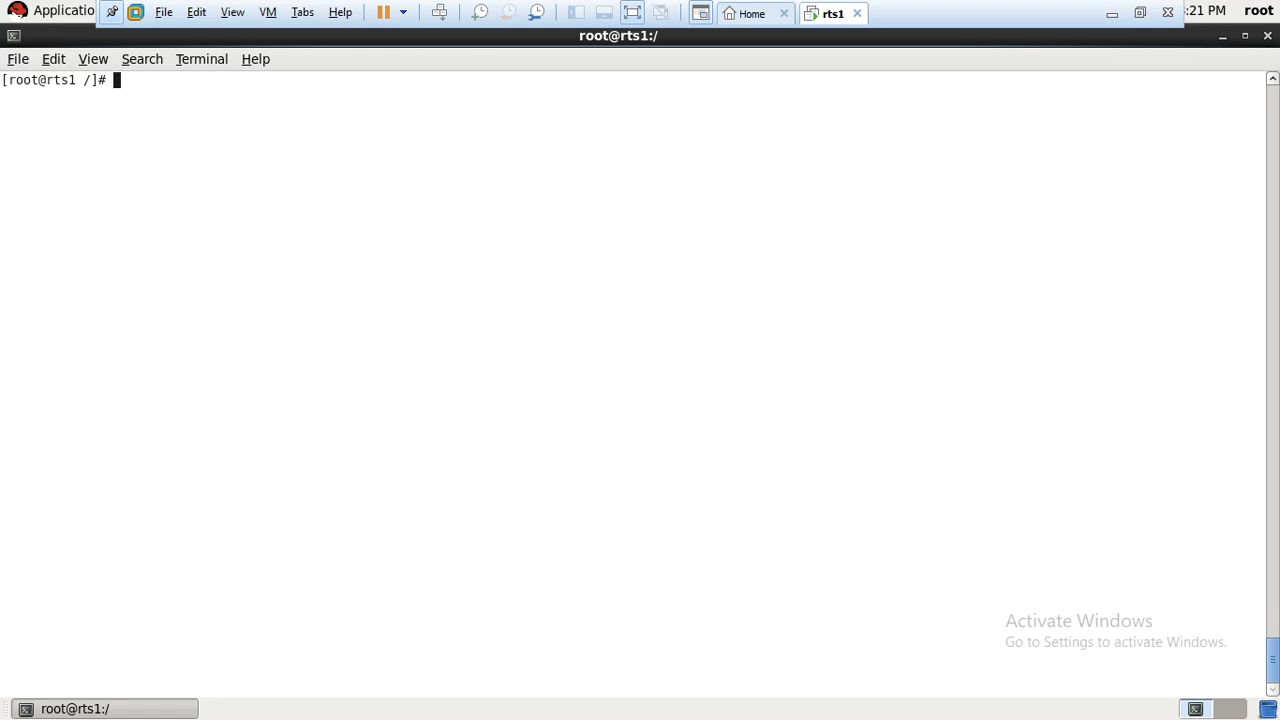 Applicatio File Edit View VM Tabs Help Home rts1 :21 PM root
root@rts1:/
File Edit View Search Terminal Help
[root@rts1 /]#
Activate Windows
Go to Settings to activate Windows.
root@rts1:/